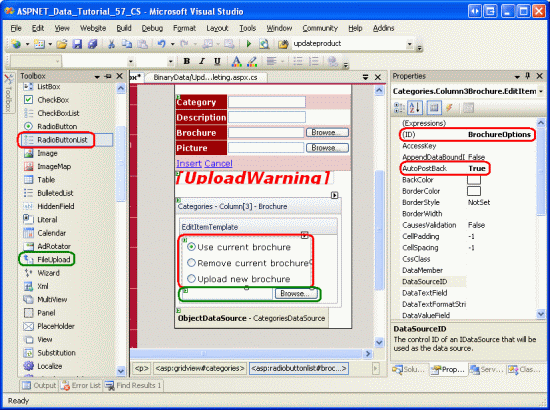 ASPNET_Data_Tutorial_57_CS - Microsoft Visual Studio
File Edit View Website Build Debug Format Layout Tools Window Community Help Addins
updateproduct
B I U A
Toolbox
Toolbox
ListBox
CheckBox
CheckBoxList
RadioButton
RadioButtonList
Image
ImageMap
Table
BulletedList
HiddenField
Literal
Calendar
AdRotator
FileUpload
Wizard
Xml
MultiView
Panel
PlaceHolder
View
Substitution
Localize
BinaryData/Upd...leting.aspx.cs
Category
Description
Brochure Browse...
Picture Browse...
Insert Cancel
[UploadWarning]
Categories - Column[3] - Brochure
EditItemTemplate
Use current brochure
Remove current brochure
Upload new brochure
Browse...
ObjectDataSource - CategoriesDataSource
<p> <asp:gridview#categories> <asp:radiobuttonlist#broc...>
Properties
Categories.Column3Brochure.EditItem
(Expressions)
(ID) BrochureOptions
AccessKey
AppendDataBoundI False
AutoPostBack True
BackColor
BorderColor
BorderStyle NotSet
BorderWidth
CausesValidation True
CellPadding -1
CellSpacing -1
CssClass
DataMember
DataSourceID
DataTextField
DataTextFormatStri
DataValueField
DataSourceID
The control ID of an IDataSource that will be used as the data source.
Solu... Prop... Serv... Class...
Output Error List Find Results 1
Ready